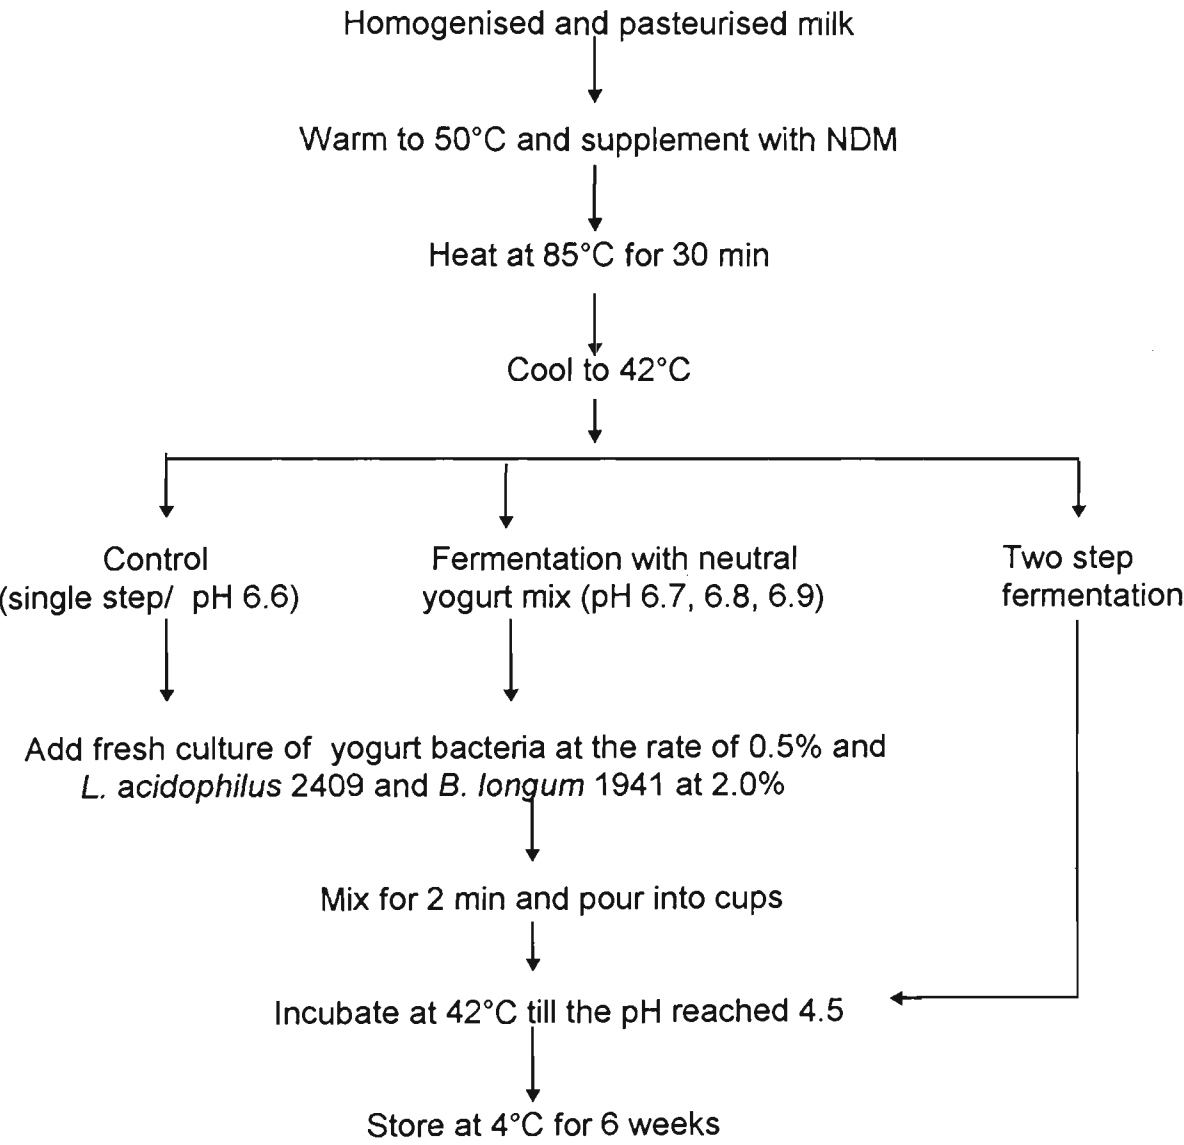 Homogenised and pasteurised milk
Warm to 50°C and supplement with NDM
Heat at 85°C for 30 min
Cool to 42°C
Control
(single step/ pH 6.6)
Fermentation with neutral
yogurt mix (pH 6.7, 6.8, 6.9)
Two step
fermentation
Add fresh culture of yogurt bacteria at the rate of 0.5% and
L. acidophilus 2409 and B. longum 1941 at 2.0%
Mix for 2 min and pour into cups
Incubate at 42°C till the pH reached 4.5
Store at 4°C for 6 weeks